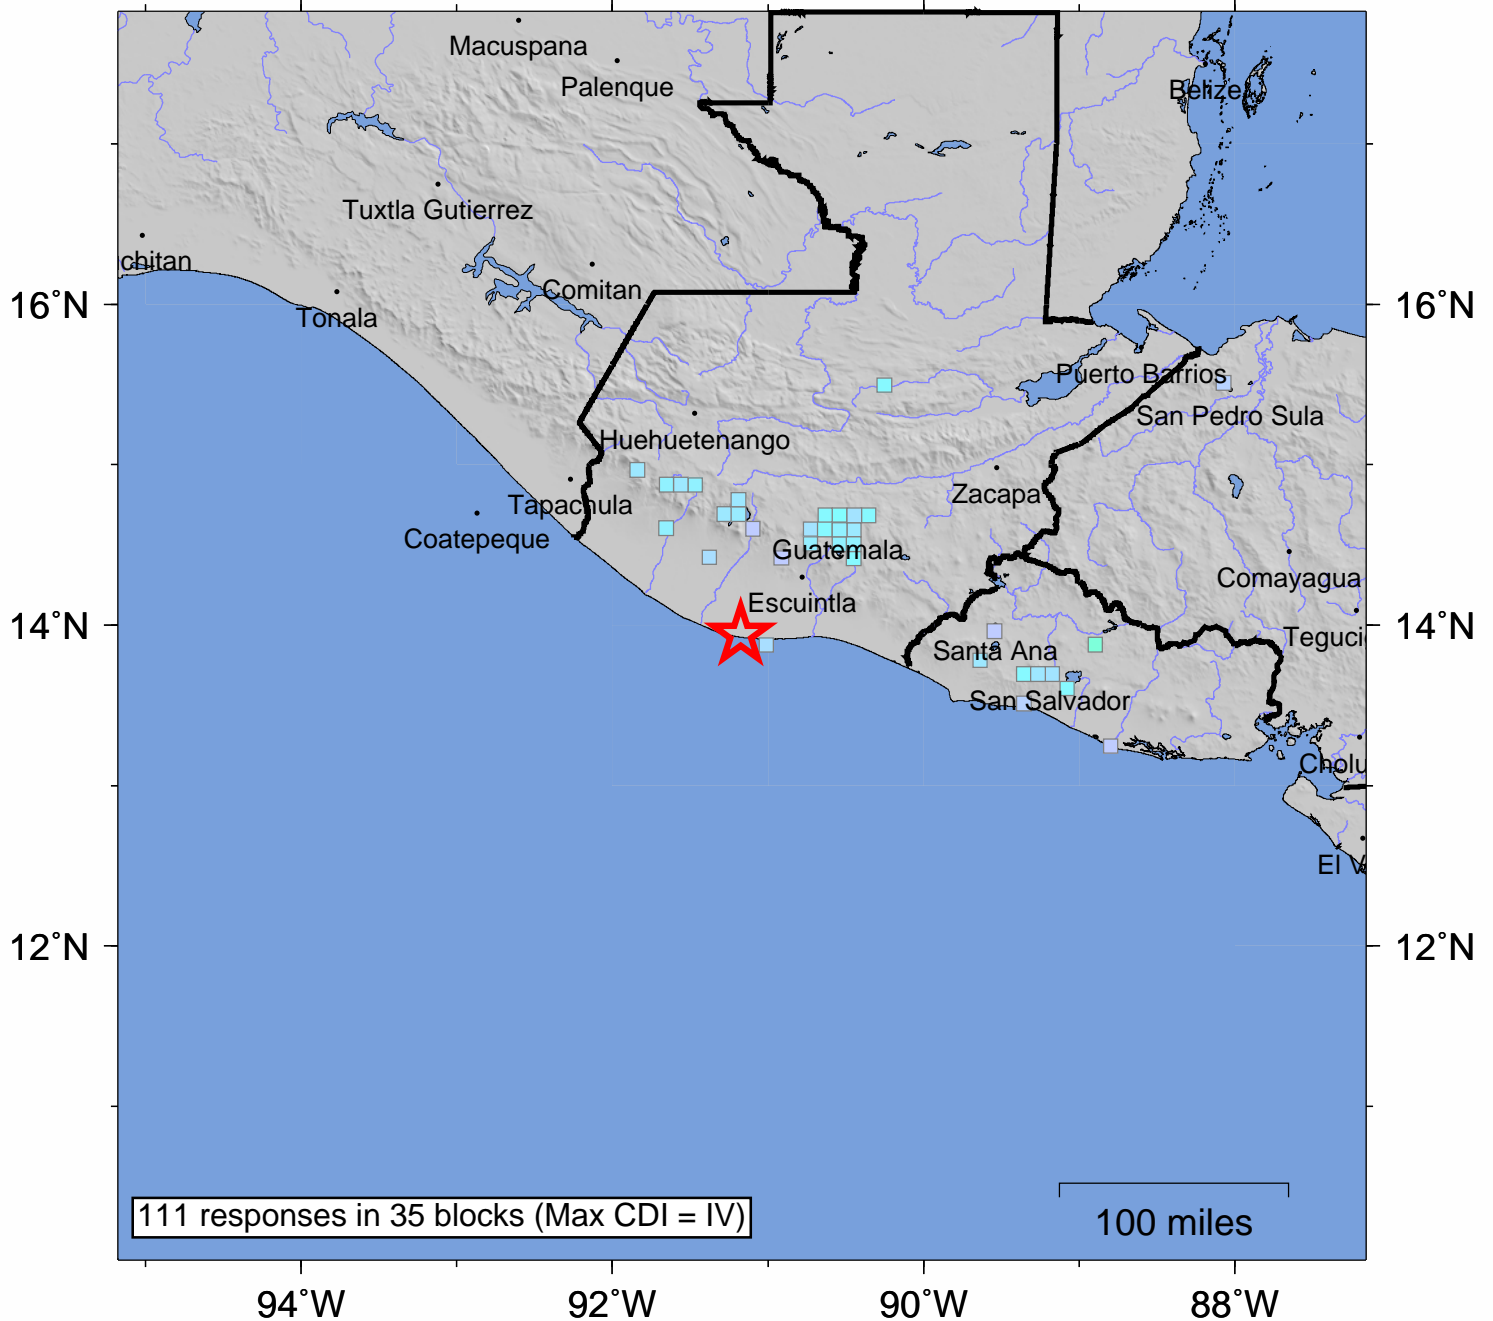 Macuspana
Palenque
Belize
Tuxtla Gutierrez
chitan
Comitan
16°N
16°N
Tonala
Puerto Barrios
San Pedro Sula
Huehuetenango
Zacapa
Tapachula
Coatepeque
Guatemala
Comayagua
Escuintla
14°N
14°N
Teguci
Santa Ana
San Salvador
Cholu
El V
12°N
12°N
111 responses in 35 blocks (Max CDI = IV)
100 miles
94°W
92°W
90°W
88°W